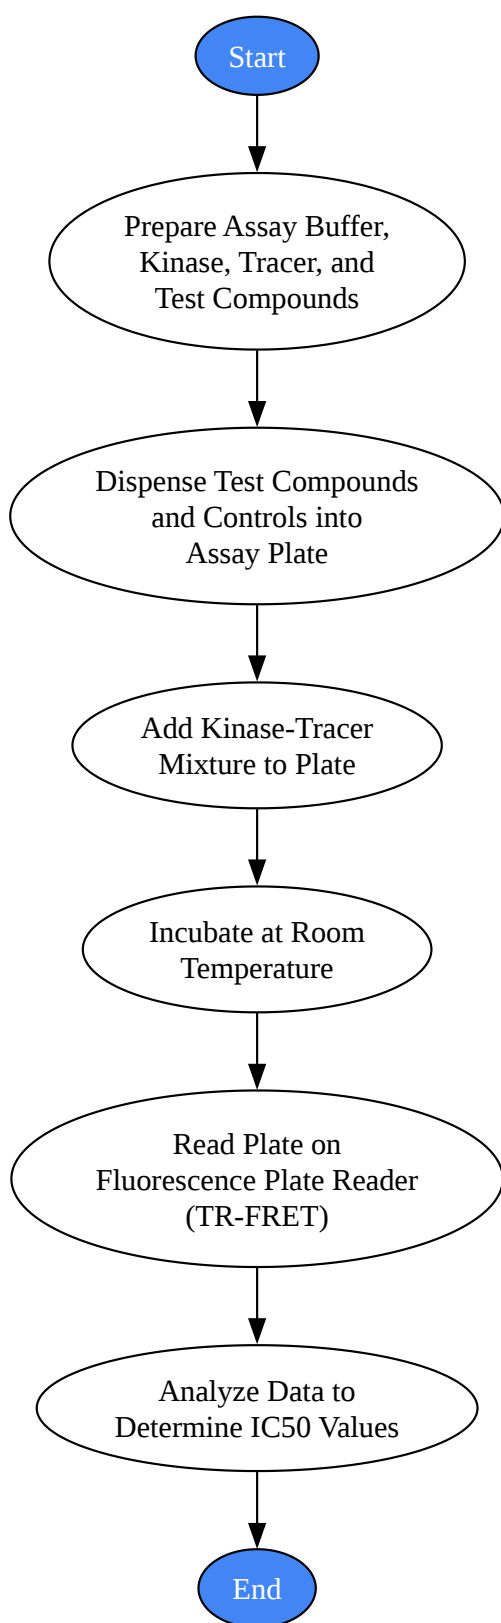 Start
Prepare Assay Buffer,
Kinase, Tracer, and
Test Compounds
Dispense Test Compounds
and Controls into
Assay Plate
Add Kinase-Tracer
Mixture to Plate
Incubate at Room
Temperature
Read Plate on
Fluorescence Plate Reader
(TR-FRET)
Analyze Data to
Determine IC50 Values
End